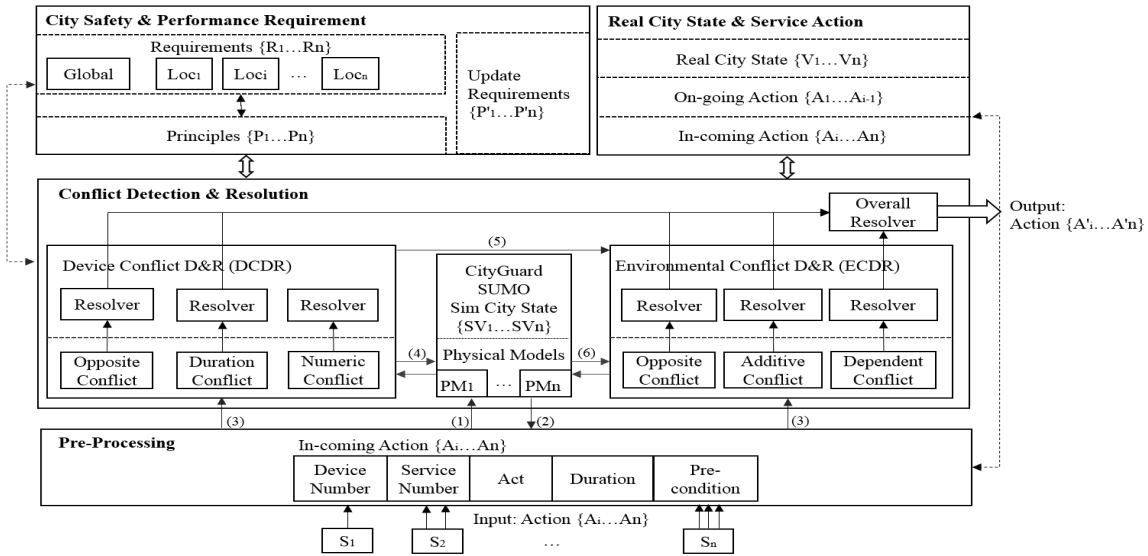 City Safety & Performance Requirement
Requirements {R₁…Rn}
Global
Loc₁
Locᵢ
…
Locₙ
Principles {P₁…Pn}
Update
Requirements
{P'₁…P'n}
Real City State & Service Action
Real City State {V₁…Vn}
On-going Action {A₁…Aᵢ₋₁}
In-coming Action {Aᵢ…An}
Conflict Detection & Resolution
Overall
Resolver
Output:
Action {A'ᵢ…A'n}
(5)
Device Conflict D&R (DCDR)
Resolver
Resolver
Resolver
Opposite
Conflict
Duration
Conflict
Numeric
Conflict
(4)
CityGuard
SUMO
Sim City State
{SV₁…SVn}
Physical Models
PM₁
…
PMn
(6)
Environmental Conflict D&R (ECDR)
Resolver
Resolver
Resolver
Opposite
Conflict
Additive
Conflict
Dependent
Conflict
(3)
(1)
(2)
(3)
Pre-Processing
In-coming Action {Aᵢ…An}
Device
Number
Service
Number
Act
Duration
Pre-
condition
Input: Action {Aᵢ…An}
S₁
S₂
…
Sₙ